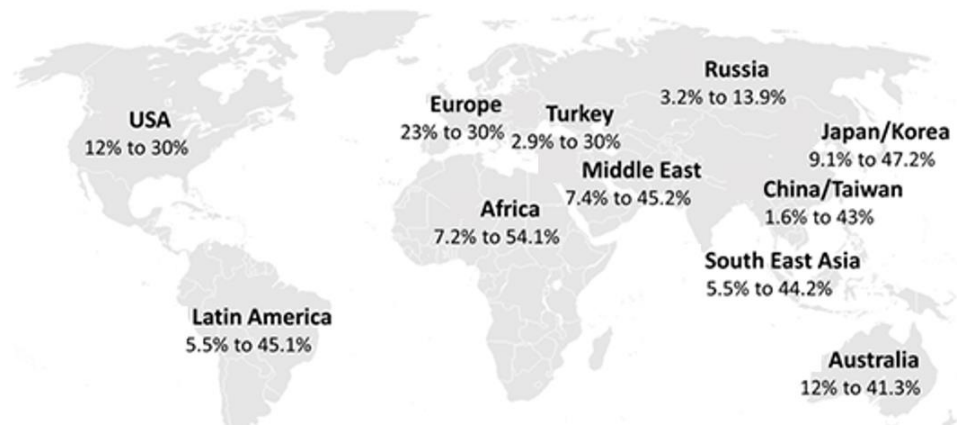 Russia
3.2% to 13.9%
Europe
23% to 30%
Turkey
2.9% to 30%
USA
12% to 30%
Japan/Korea
9.1% to 47.2%
Middle East
7.4% to 45.2%
China/Taiwan
1.6% to 43%
Africa
7.2% to 54.1%
South East Asia
5.5% to 44.2%
Latin America
5.5% to 45.1%
Australia
12% to 41.3%